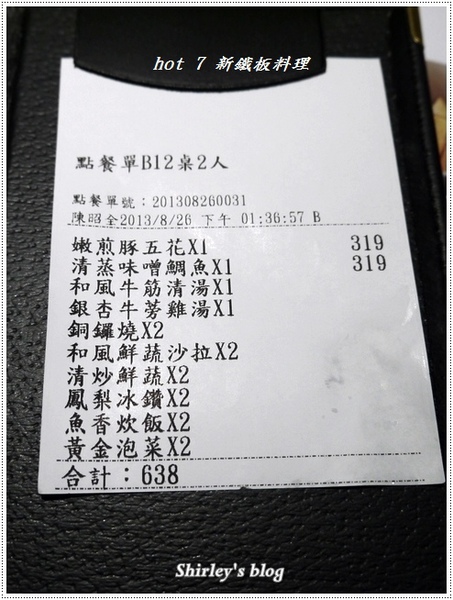 hot 7 新鐵板料理
點餐單B12桌2人
點餐單號：201308260031
陳昭全2013/8/26 下午 01:36:57 B
嫩煎豚五花X1 319
清蒸味噌鯛魚X1 319
和風牛筋清湯X1
銀杏牛蒡雞湯X1
銅鑼燒X2
和風鮮蔬沙拉X2
清炒鮮蔬X2
鳳梨冰鑽X2
魚香炊飯X2
黃金泡菜X2
合計：638
Shirley's blog